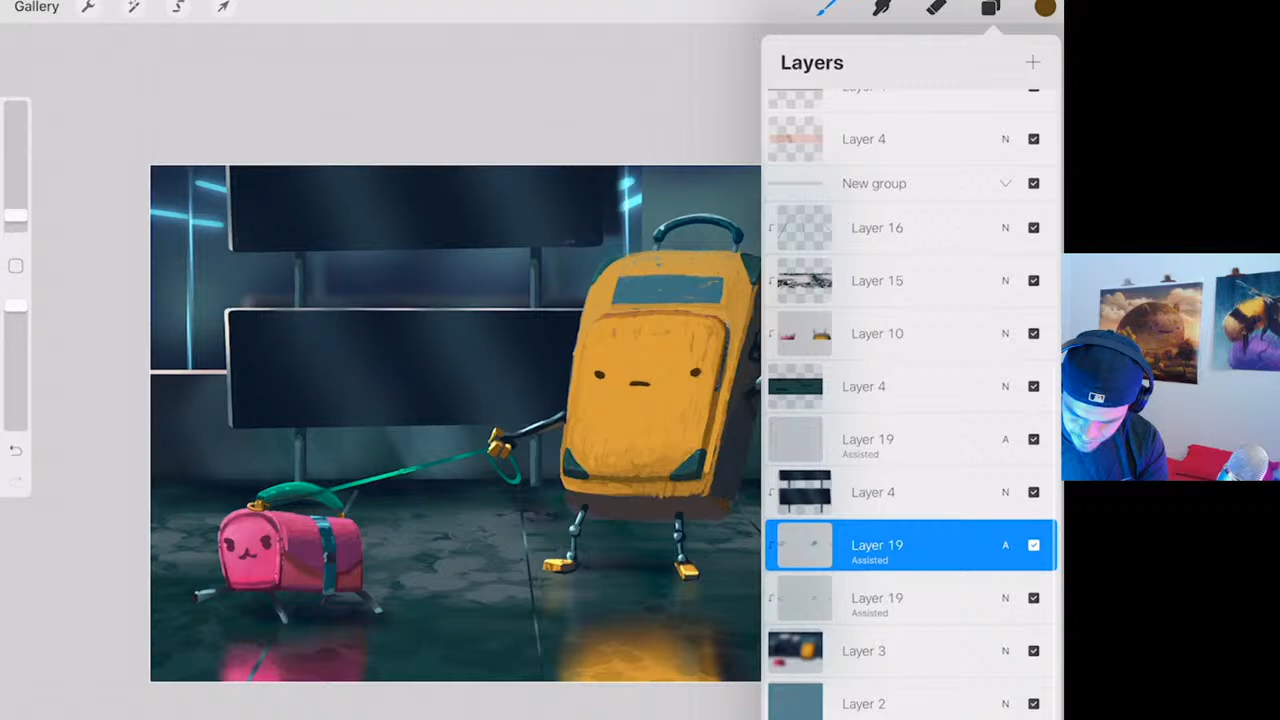 Gallery
Layers
Layer 4 N
New group
Layer 16 N
Layer 15 N
Layer 10 N
Layer 4 N
Layer 19 A
Assisted
Layer 4 N
Layer 19 A
Assisted
Layer 19 N
Assisted
Layer 3 N
Layer 2 N